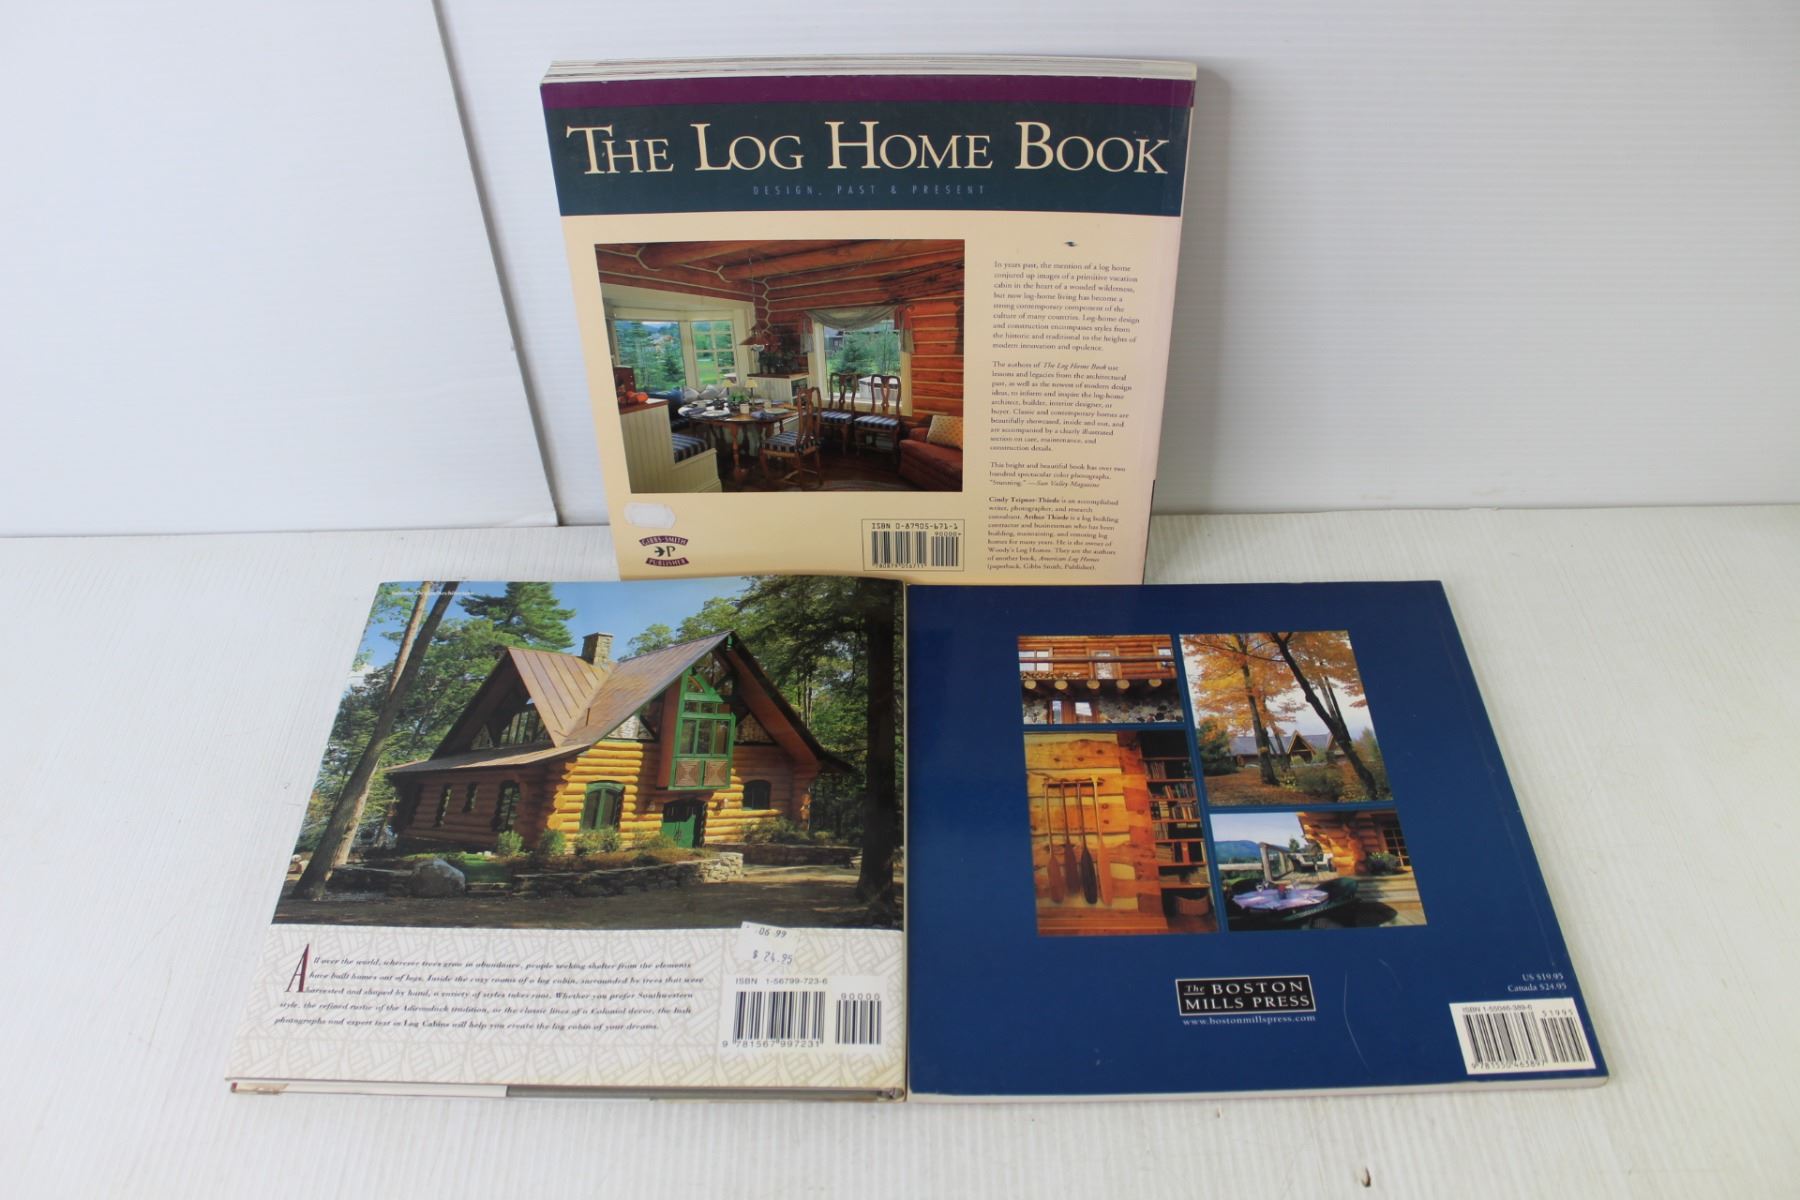 THE LOG HOME BOOK
DESIGN, PAST & PRESENT
In years past, the mention of a log home
conjured up images of a primitive vacation
cabin in the heart of a wooded wilderness,
but now log-home living has become a
strong contemporary component of the
culture of many countries. Log-home design
and construction encompasses styles from
the historic and traditional to the heights of
modern innovation and opulence.
The authors of The Log Home Book use
lessons and legacies from the architectural
past, as well as the newest of modern design
ideas, to inform and inspire the log-home
architect, builder, interior designer, or
buyer. Classic and contemporary homes are
beautifully showcased, inside and out, and
are accompanied by a clearly illustrated
section on care, maintenance, and
construction details.
This bright and beautiful book has over two
hundred spectacular color photographs.
"Stunning." —Sun Valley Magazine
Cindy Teipner-Thiede is an accomplished
writer, photographer, and research
consultant. Arthur Thiede is a log building
contractor and businessman who has been
building, maintaining, and restoring log
homes for many years. He is the owner of
Woody's Log Homes. They are the authors
of another book, American Log Homes
(paperback, Gibbs Smith, Publisher).
GIBBS·SMITH
P
PUBLISHER
ISBN 0-87905-671-1
90000>
9 780879 056711
06 99
$ 24.95
All over the world, wherever trees grow in abundance, people seeking shelter from the elements
have built homes out of logs. Inside the cozy rooms of a log cabin, surrounded by trees that were
harvested and shaped by hand, a variety of styles takes root. Whether you prefer Southwestern
style, the refined rustic of the Adirondack tradition, or the classic lines of a Colonial decor, the lush
photographs and expert text in Log Cabins will help you create the log cabin of your dreams.
ISBN 1-56799-723-6
90000
9 781567 997231
The BOSTON
MILLS PRESS
www.bostonmillspress.com
US $19.95
Canada $24.95
ISBN 1-55046-389-6
51995
9 781550 463897